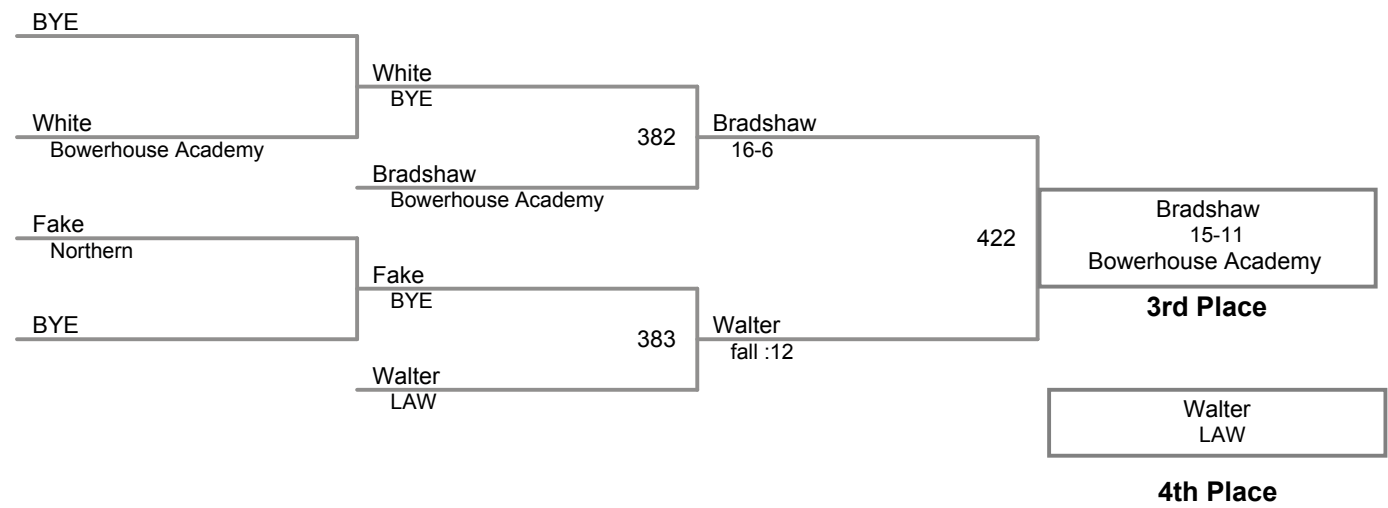 BYE
White
BYE
White
Bowerhouse Academy
382
Bradshaw
16-6
Bradshaw
Bowerhouse Academy
Fake
Northern
Fake
BYE
BYE
383
Walter
fall :12
Walter
LAW
422
Bradshaw
15-11
Bowerhouse Academy
3rd Place
Walter
LAW
4th Place